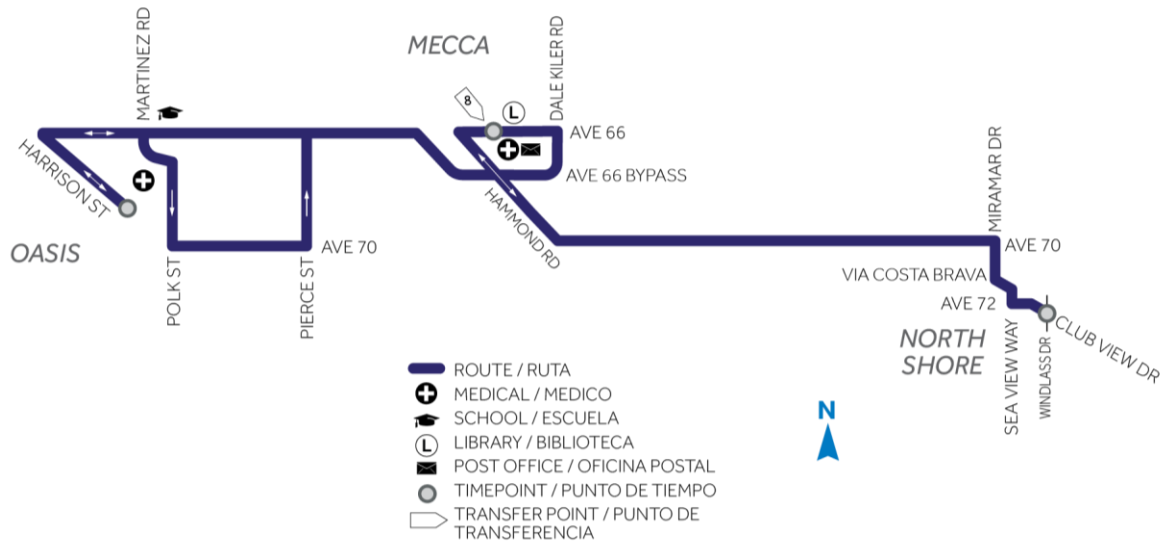 MECCA
MARTINEZ RD
DALE KILER RD
8
L
AVE 66
HARRISON ST
AVE 66 BYPASS
HAMMOND RD
MIRAMAR DR
OASIS
AVE 70
AVE 70
POLK ST
PIERCE ST
VIA COSTA BRAVA
AVE 72
NORTH
SHORE
SEA VIEW WAY
WINDLASS DR
CLUB VIEW DR
ROUTE / RUTA
MEDICAL / MEDICO
SCHOOL / ESCUELA
L LIBRARY / BIBLIOTECA
POST OFFICE / OFICINA POSTAL
TIMEPOINT / PUNTO DE TIEMPO
TRANSFER POINT / PUNTO DE
TRANSFERENCIA
N